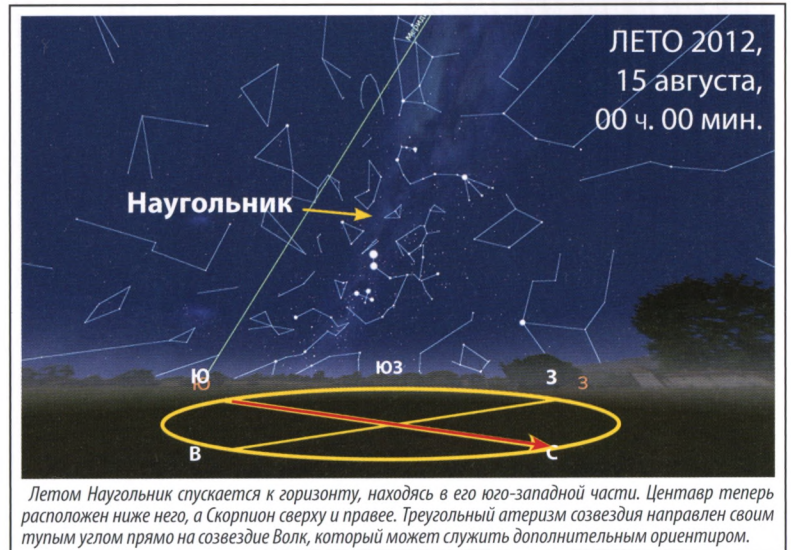 Мерид
ЛЕТО 2012,
15 августа,
00 ч. 00 мин.
Наугольник
Ю
Ю
ЮЗ
З
З
В
С
Летом Наугольник спускается к горизонту, находясь в его юго-западной части. Центавр теперь
расположен ниже него, а Скорпион сверху и правее. Треугольный атеризм созвездия направлен своим
тупым углом прямо на созвездие Волк, который может служить дополнительным ориентиром.